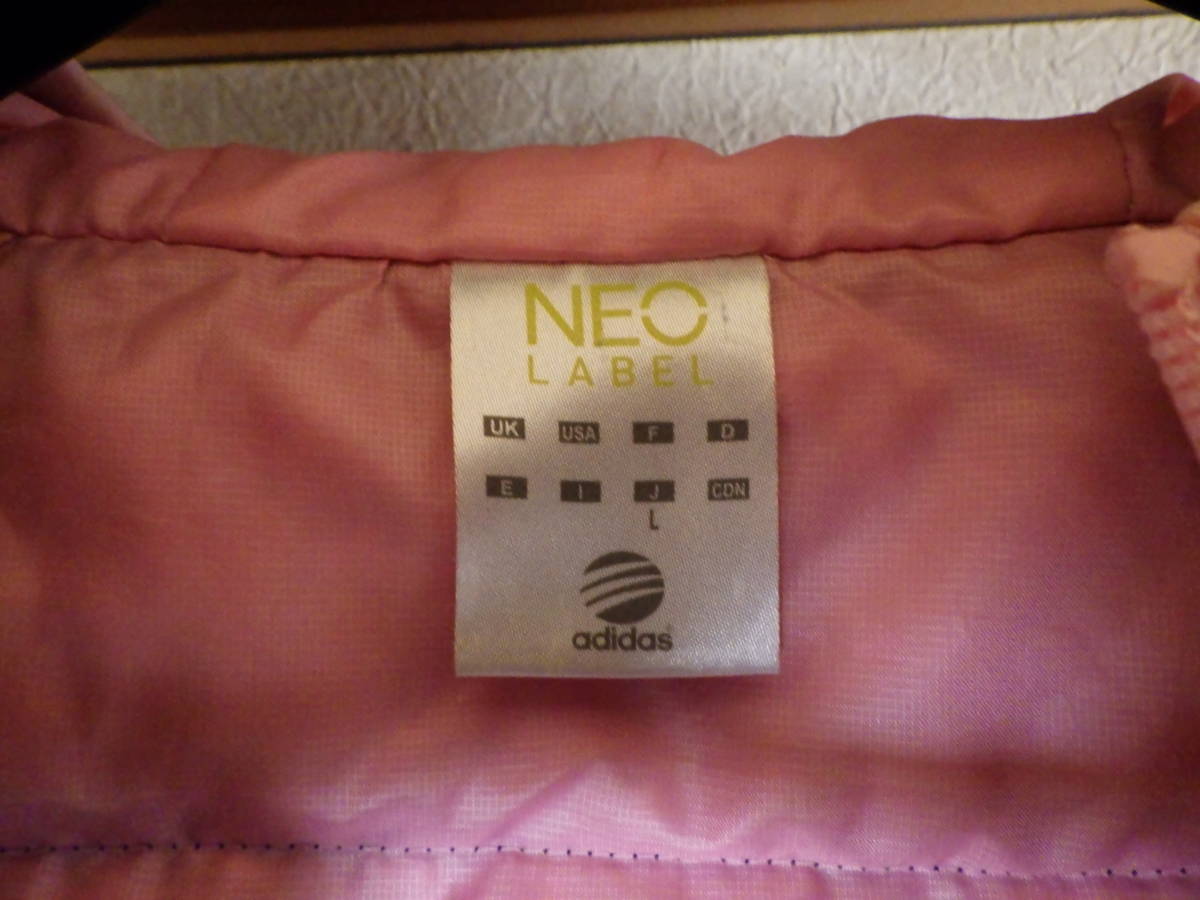 NEO
LABEL
UK USA F D
E I J CDN
L
adidas